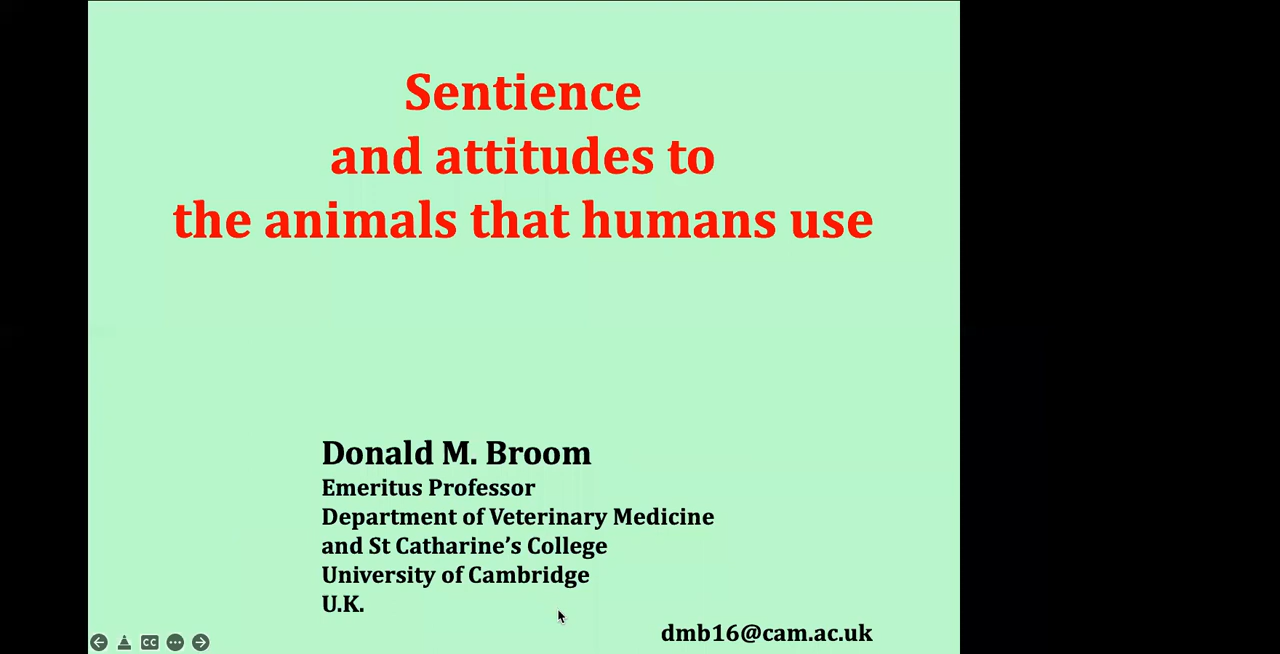 Sentience
and attitudes to
the animals that humans use
Donald M. Broom
Emeritus Professor
Department of Veterinary Medicine
and St Catharine’s College
University of Cambridge
U.K.
dmb16@cam.ac.uk
CC